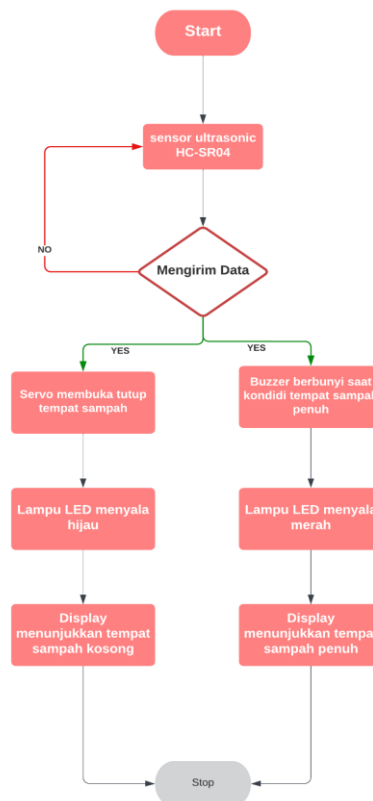 Start
sensor ultrasonic
HC-SR04
NO
Mengirim Data
YES
YES
Servo membuka tutup
tempat sampah
Buzzer berbunyi saat
kondidi tempat sampah
penuh
Lampu LED menyala
hijau
Lampu LED menyala
merah
Display
menunjukkan tempat
sampah kosong
Display
menunjukkan tempat
sampah penuh
Stop